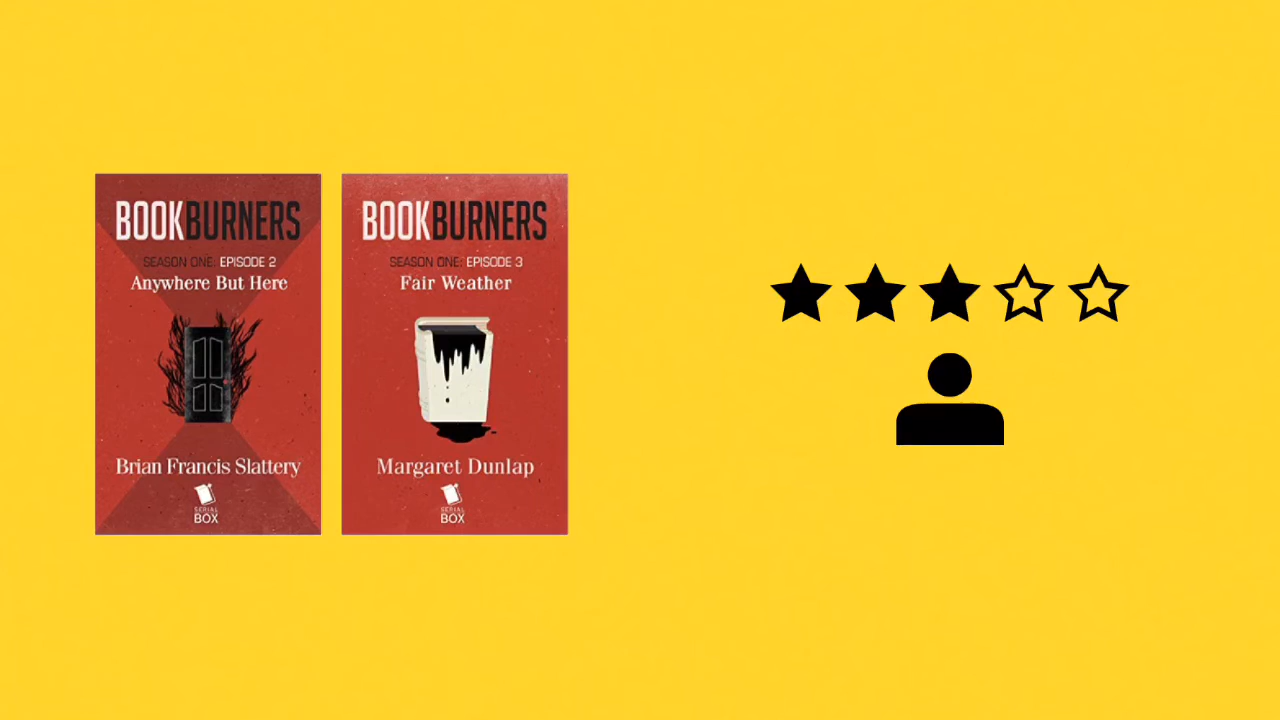 BOOKBURNERS
SEASON ONE: EPISODE 2
Anywhere But Here
Brian Francis Slattery
SERIAL
BOX
BOOKBURNERS
SEASON ONE: EPISODE 3
Fair Weather
Margaret Dunlap
SERIAL
BOX